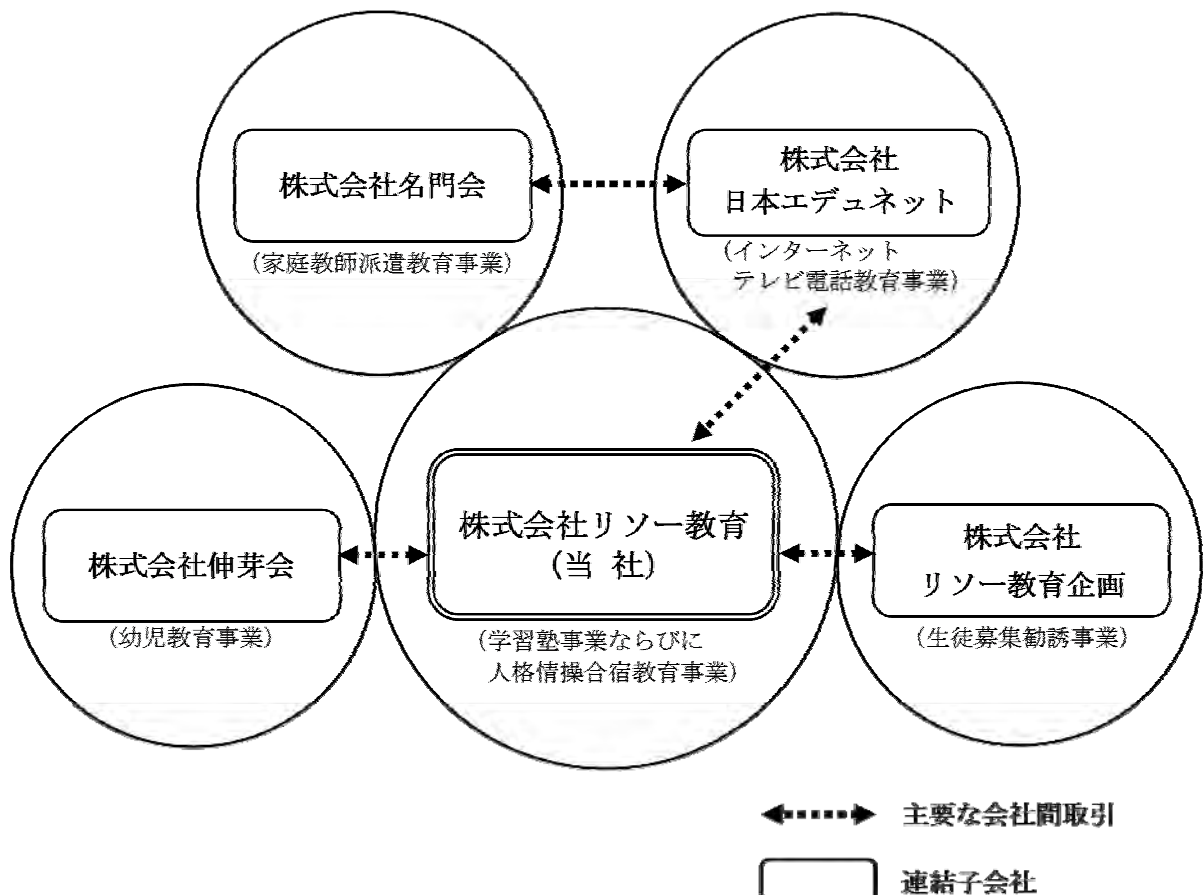 株式会社名門会
(家庭教師派遣教育事業)
株式会社
日本エデュネット
(インターネット
テレビ電話教育事業)
株式会社伸芽会
(幼児教育事業)
株式会社リソー教育
(当 社)
(学習塾事業ならびに
人格情操合宿教育事業)
株式会社
リソー教育企画
(生徒募集勧誘事業)
主要な会社間取引
連結子会社